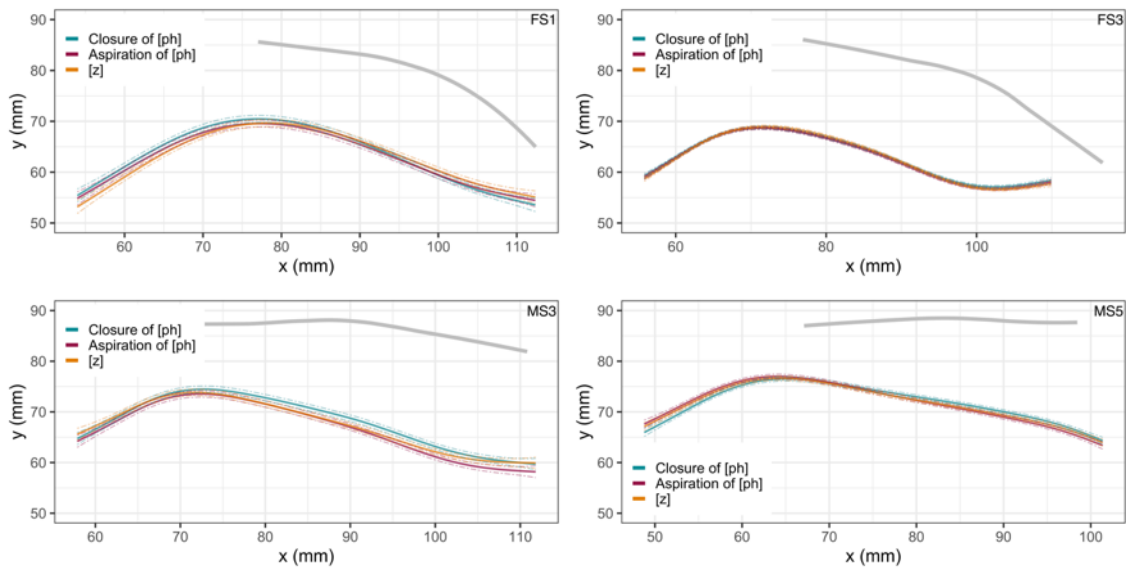 FS1
90
80
70
60
50
y (mm)
Closure of [ph]
Aspiration of [ph]
[z]
60 70 80 90 100 110
x (mm)
FS3
90
80
70
60
50
y (mm)
Closure of [ph]
Aspiration of [ph]
[z]
60 80 100
x (mm)
MS3
90
80
70
60
50
y (mm)
Closure of [ph]
Aspiration of [ph]
[z]
60 70 80 90 100 110
x (mm)
MS5
90
80
70
60
50
y (mm)
Closure of [ph]
Aspiration of [ph]
[z]
50 60 70 80 90 100
x (mm)